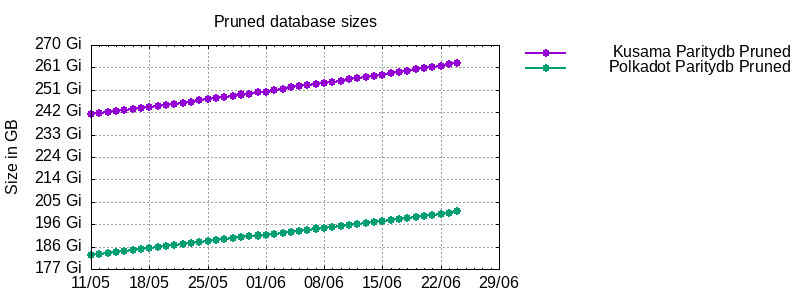 Pruned database sizes
Kusama Paritydb Pruned
Polkadot Paritydb Pruned
Size in GB
270 Gi
261 Gi
251 Gi
242 Gi
233 Gi
224 Gi
214 Gi
205 Gi
196 Gi
186 Gi
177 Gi
11/05 18/05 25/05 01/06 08/06 15/06 22/06 29/06